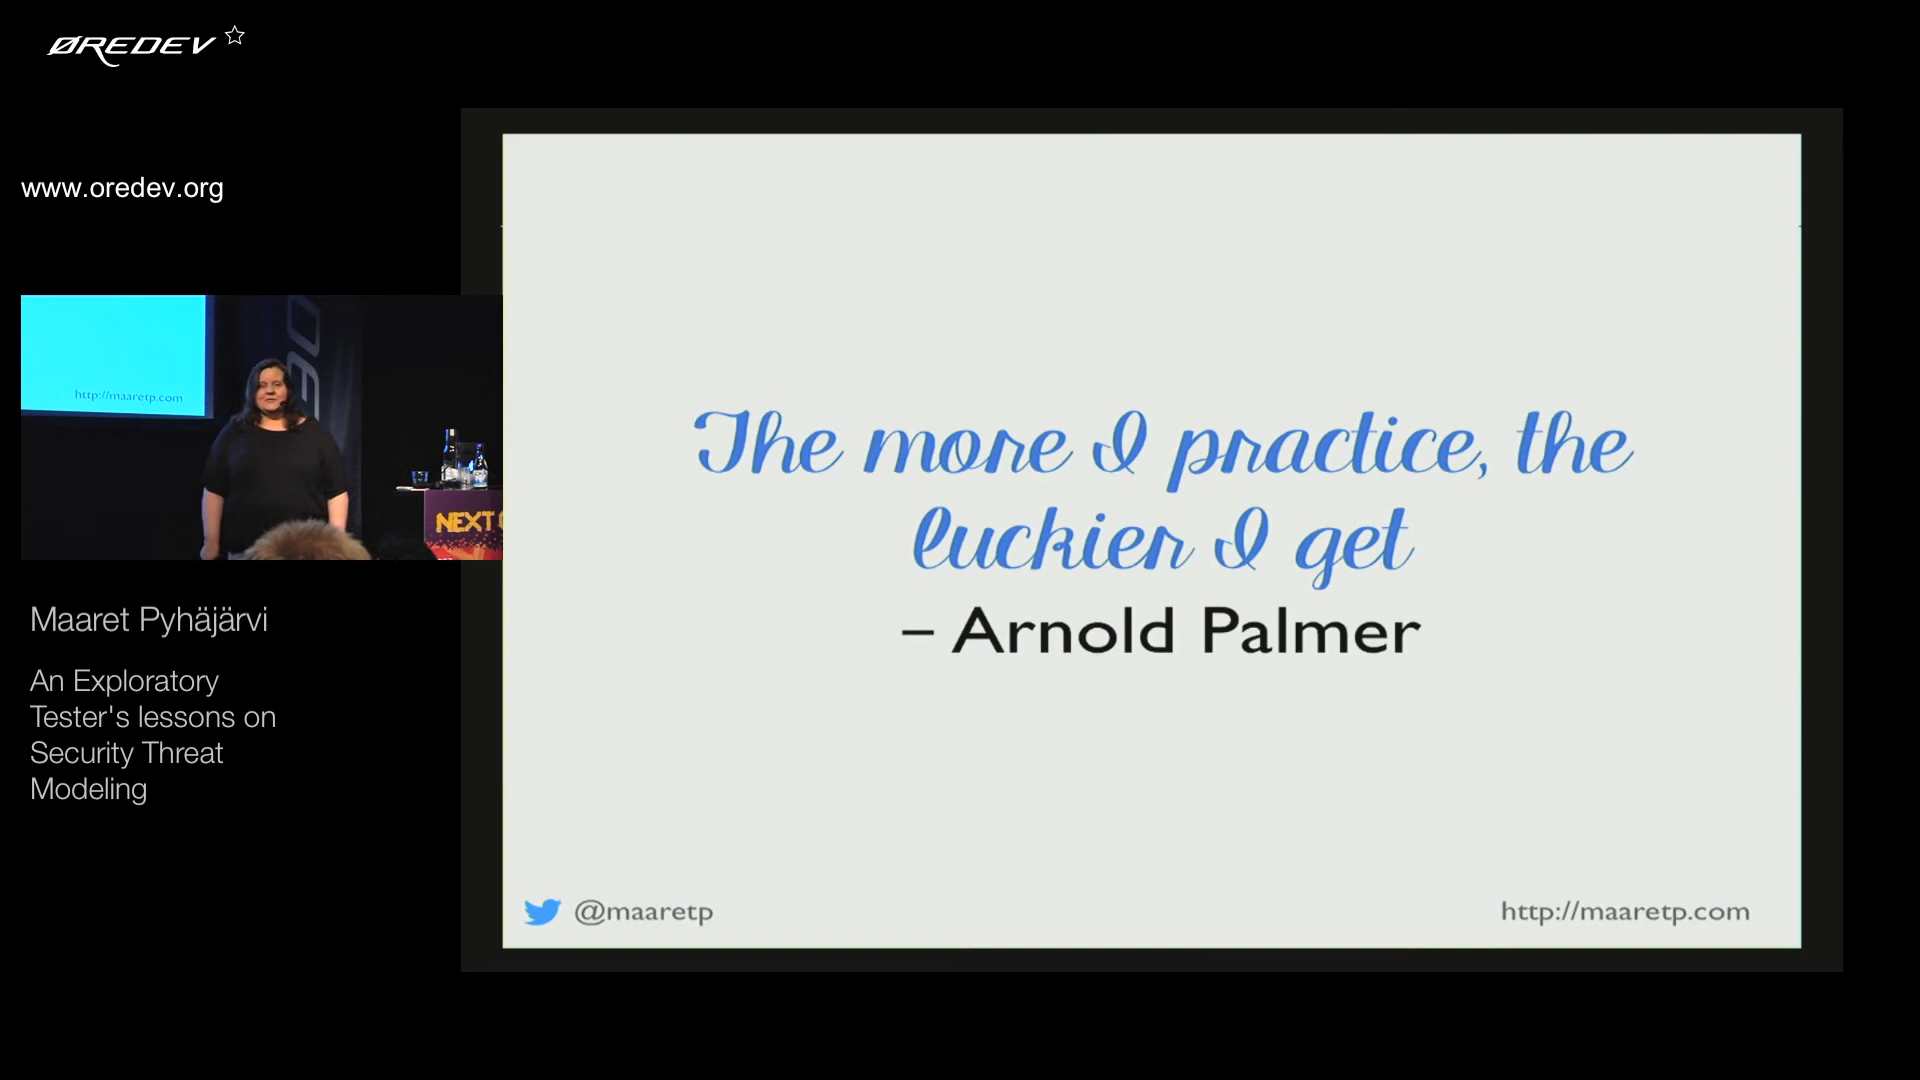 ØREDEV
www.oredev.org
http://maaretp.com
NEXT
Maaret Pyhäjärvi
An Exploratory
Tester's lessons on
Security Threat
Modeling
The more I practice, the
luckier I get
– Arnold Palmer
@maaretp
http://maaretp.com